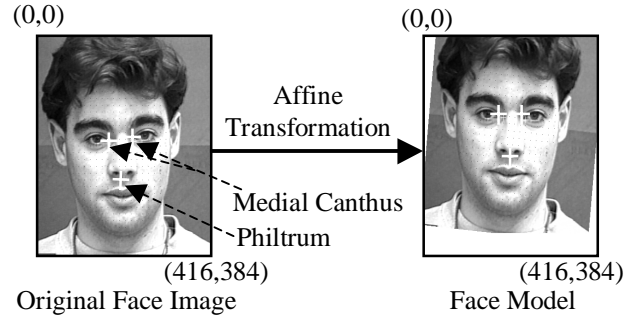 (0,0)
(0,0)
Affine
Transformation
Medial Canthus
Philtrum
(416,384)
(416,384)
Original Face Image
Face Model